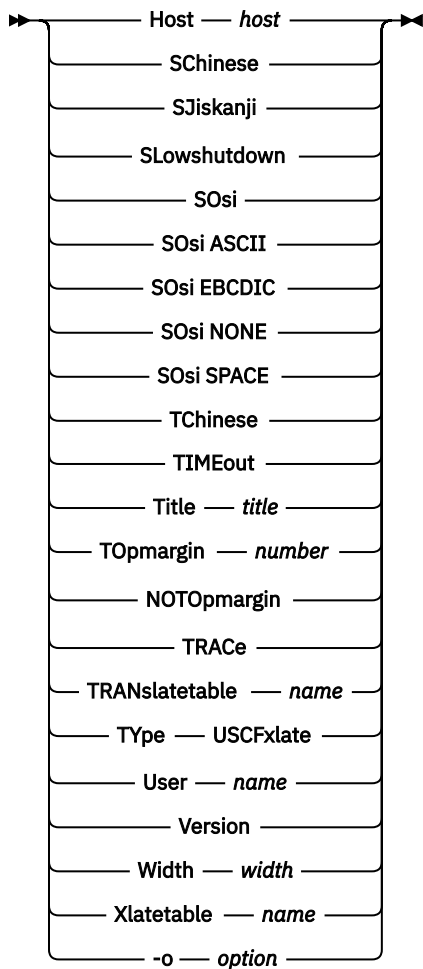 Host host
SChinese
SJiskanji
SLowshutdown
SOsi
SOsi ASCII
SOsi EBCDIC
SOsi NONE
SOsi SPACE
TChinese
TIMEout
Title title
TOpmargin number
NOTOpmargin
TRACe
TRANslatetable name
TYpe USCFxlate
User name
Version
Width width
Xlatetable name
-o option